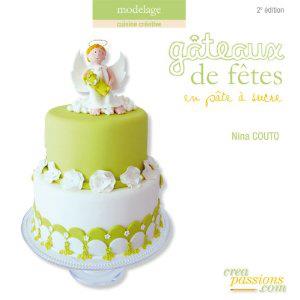 modelage
cuisine créative
2e édition
gâteaux
de fêtes
en pâte à sucre
Nina COUTO
crea
passions
.com